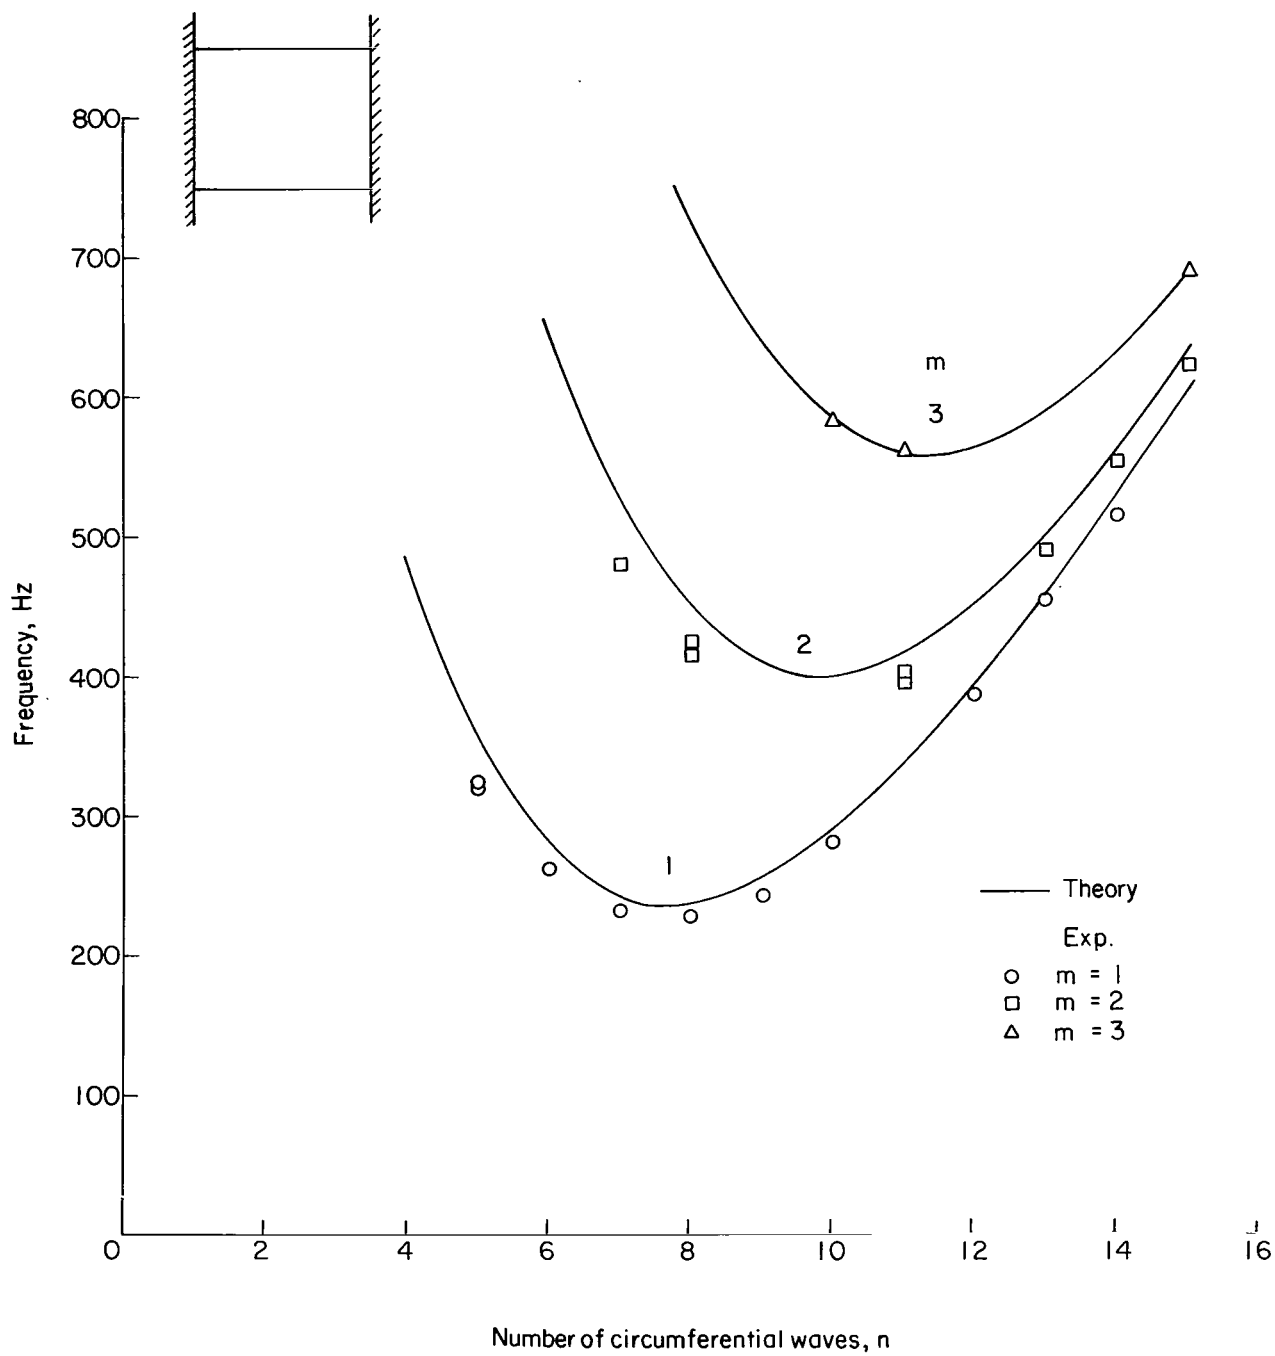 800
700
m
600
3
500
Frequency, Hz
2
400
300
1
Theory
Exp.
200
m = 1
m = 2
m = 3
100
0 2 4 6 8 10 12 14 16
Number of circumferential waves, n